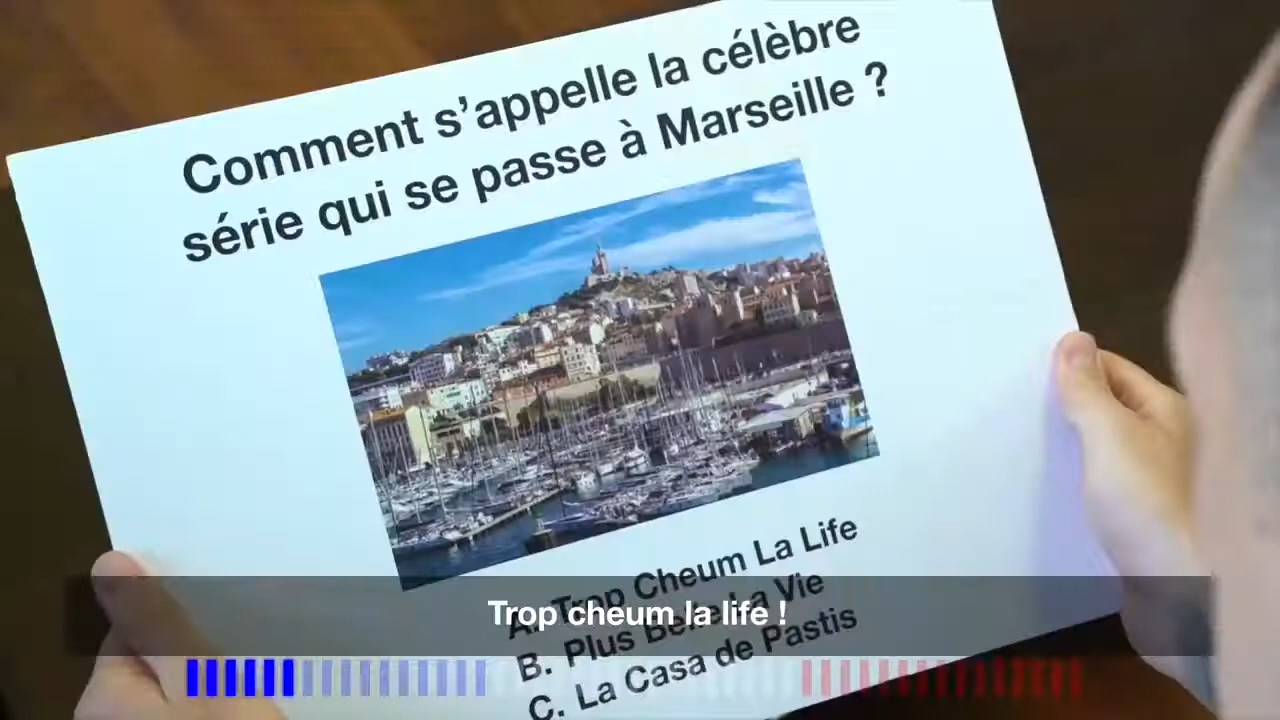 Comment s’appelle la célèbre
série qui se passe à Marseille ?
A. Trop Cheum La Life
B. Plus Belle La Vie
C. La Casa de Pastis
Trop cheum la life !